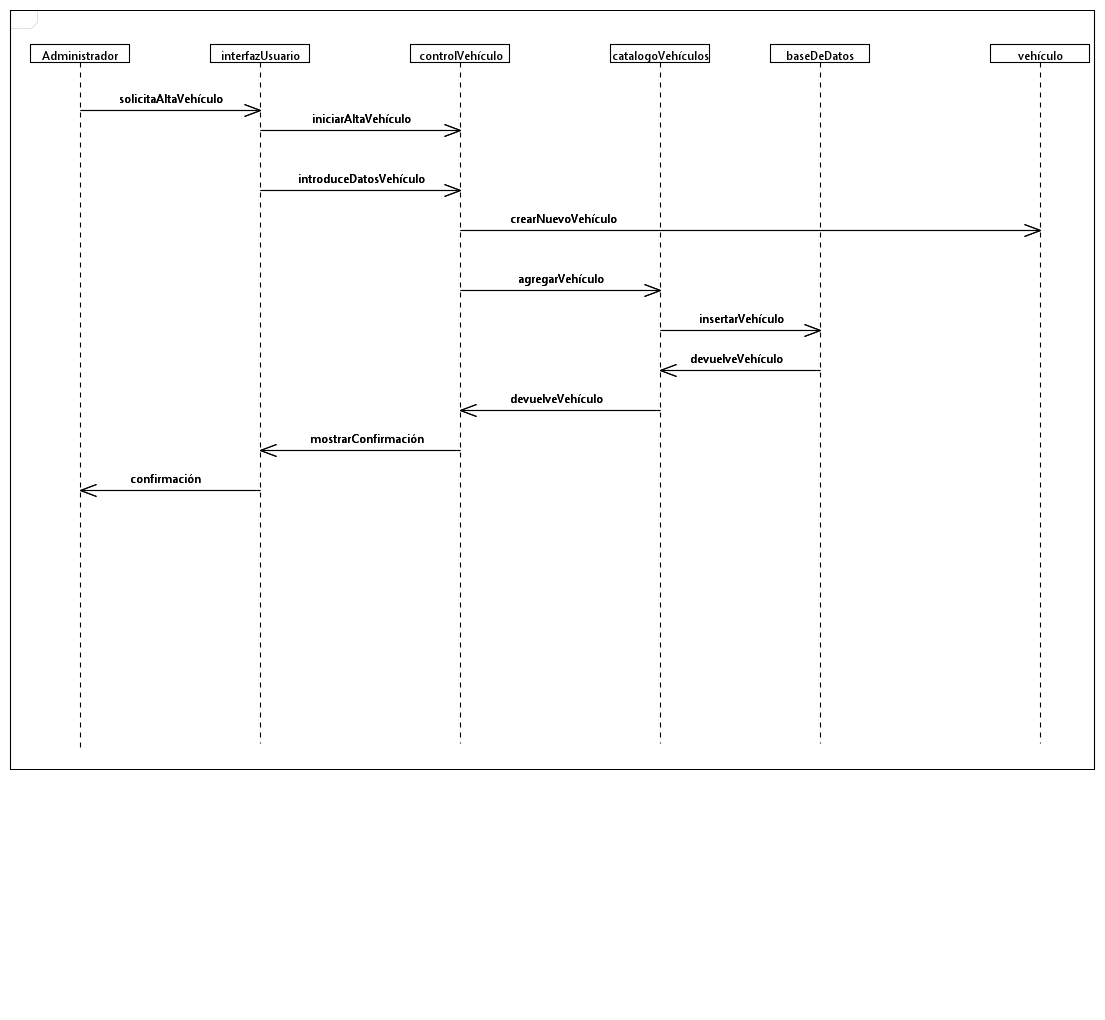 Administrador
interfazUsuario
controlVehículo
catalogoVehículos
baseDeDatos
vehículo
solicitaAltaVehículo
iniciarAltaVehículo
introduceDatosVehículo
crearNuevoVehículo
agregarVehículo
insertarVehículo
devuelveVehículo
devuelveVehículo
mostrarConfirmación
confirmación